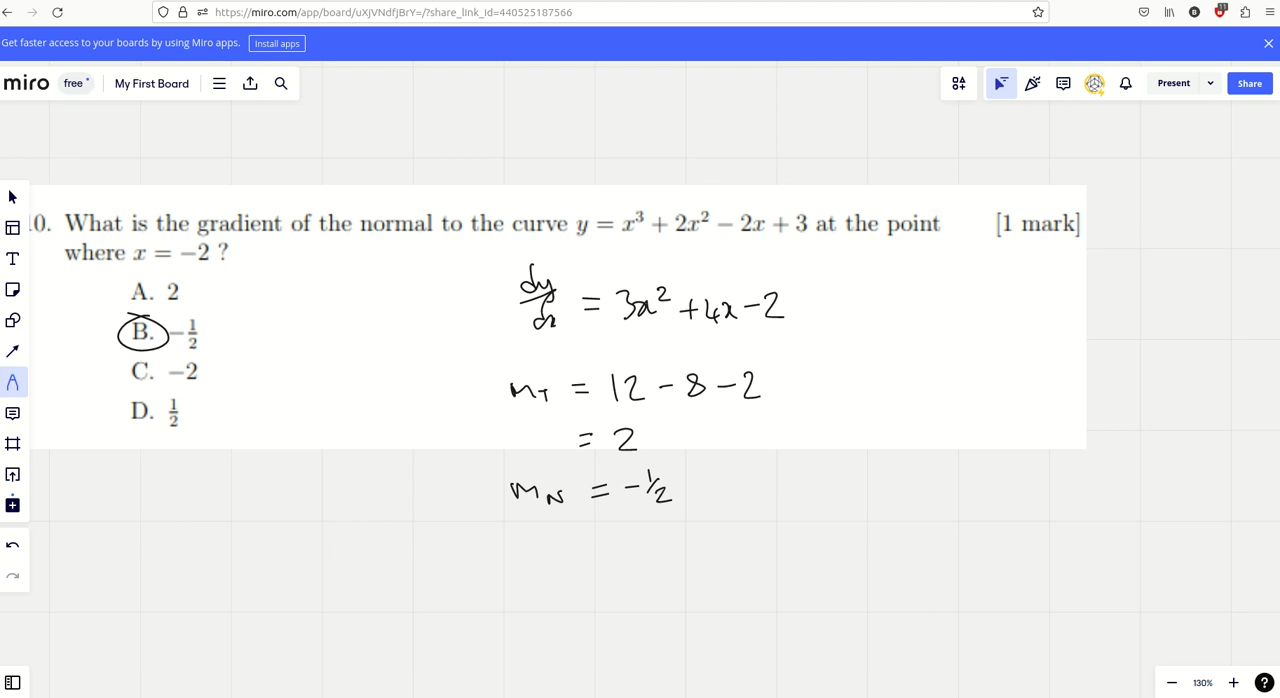 https://miro.com/app/board/uXjVNdfjBrY=/?share_link_id=440525187566
11
Get faster access to your boards by using Miro apps. Install apps
miro free My First Board Present Share
10. What is the gradient of the normal to the curve y = x³ + 2x² − 2x + 3 at the point [1 mark]
where x = −2 ?
A. 2
B. −1/2
C. −2
D. 1/2
dy/dx = 3x² + 4x − 2
m_T = 12 − 8 − 2
= 2
m_N = −1/2
130%